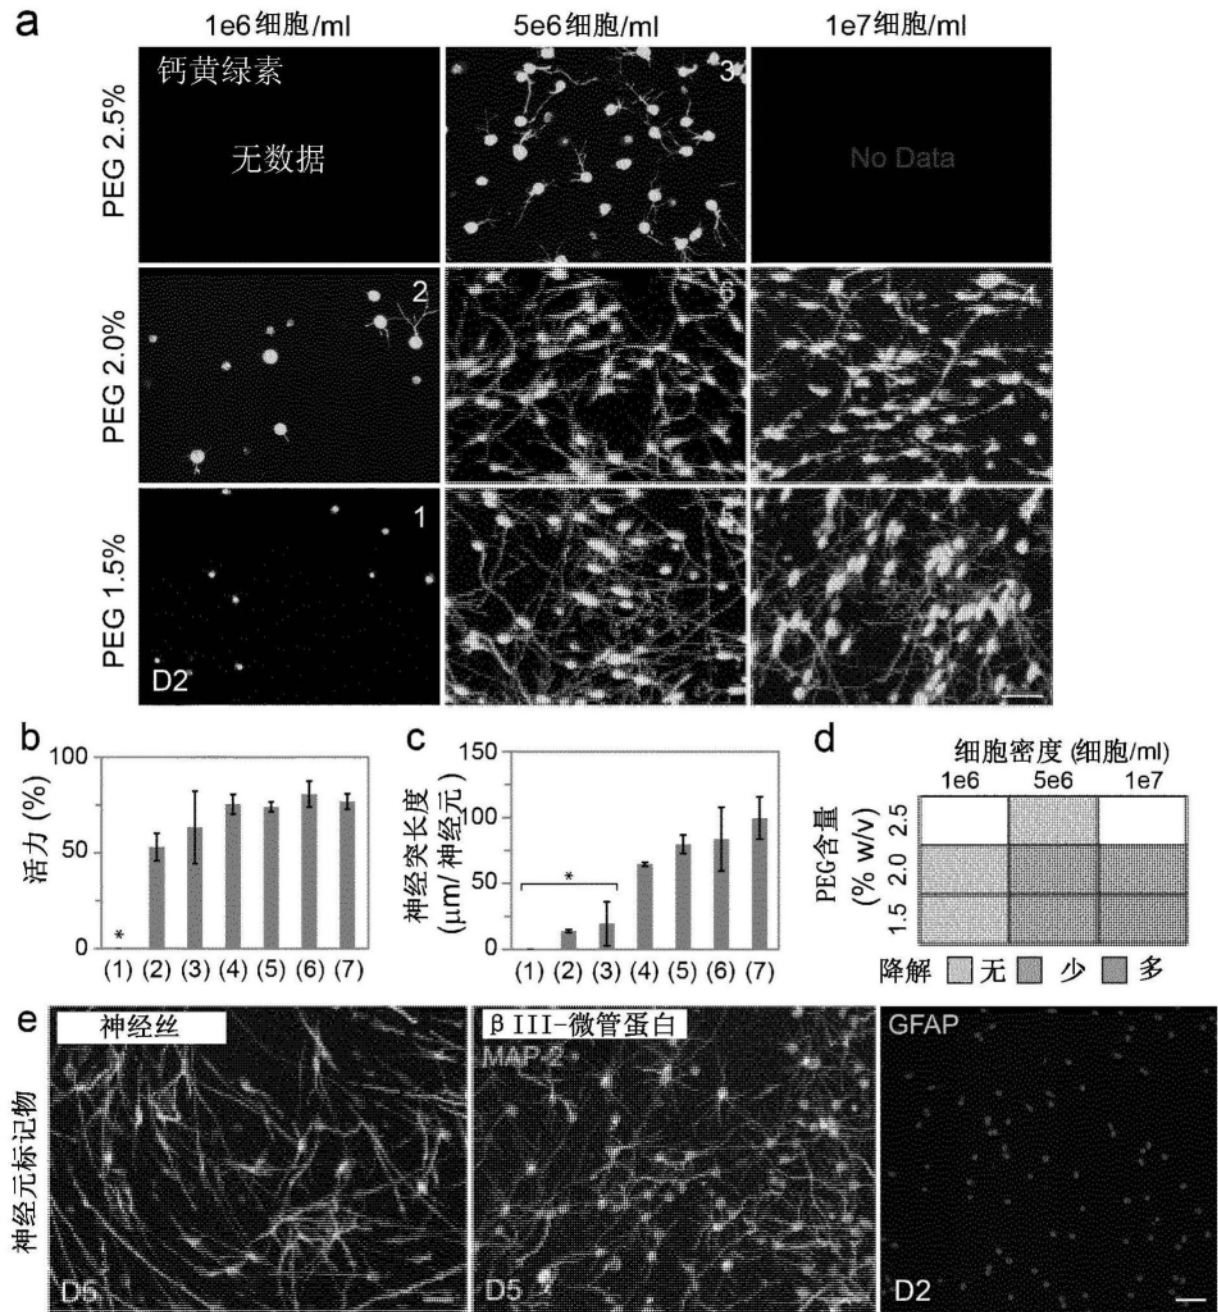 a
1e6细胞/ml 5e6细胞/ml 1e7细胞/ml
PEG 2.5%
钙黄绿素
无数据
3
No Data
PEG 2.0%
2
6
4
PEG 1.5%
1
D2
b
活力 (%)
100
50
0
*
(1) (2) (3) (4) (5) (6) (7)
c
神经突长度
(μm/神经元)
150
100
50
0
*
(1) (2) (3) (4) (5) (6) (7)
d
细胞密度 (细胞/ml)
1e6 5e6 1e7
PEG含量
(% w/v)
2.5
2.0
1.5
降解 无 少 多
e
神经元标记物
神经丝
D5
βIII-微管蛋白
MAP-2
D5
GFAP
D2